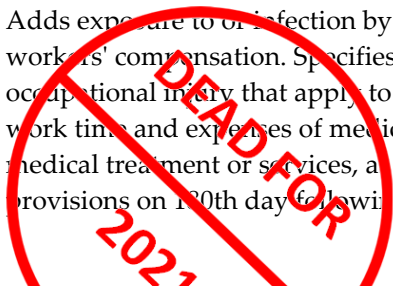 Adds exposure to or infection by
workers' compensation. Specifies
occupational injury that apply to
work time and expenses of medic
medical treatment or services, a
provisions on 180th day followi
DEAD FOR
2021